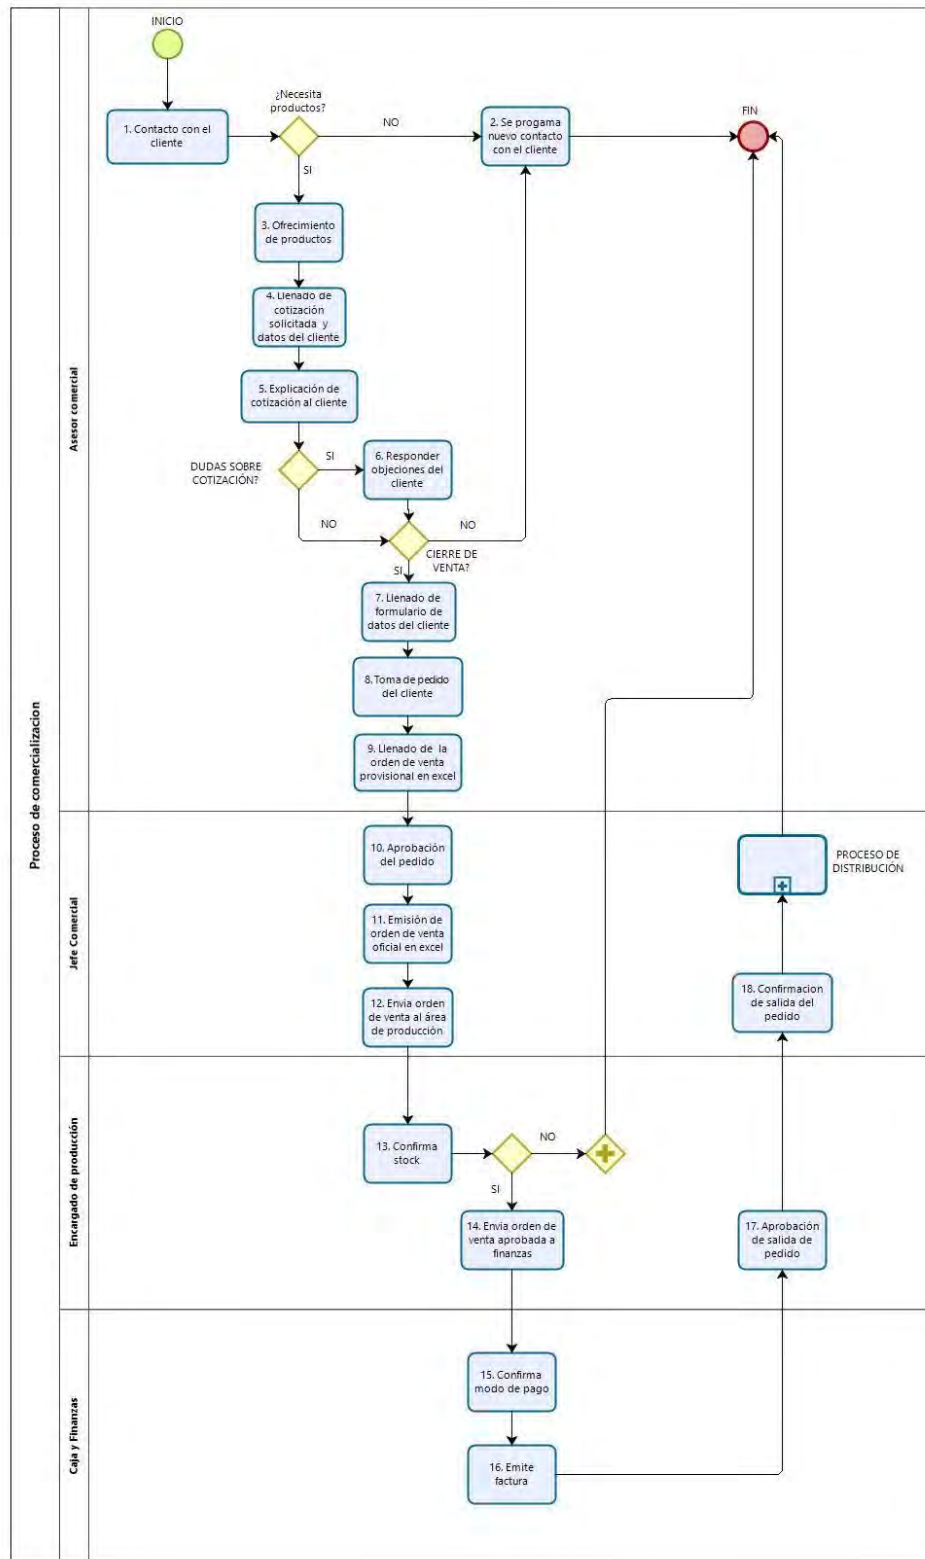 Proceso de comercializacion
Asesor comercial
INICIO
1. Contacto con el
cliente
¿Necesita
productos?
NO
SI
2. Se progama
nuevo contacto
con el cliente
FIN
3. Ofrecimiento
de productos
4. Llenado de
cotización
solicitada y
datos del cliente
5. Explicación de
cotización al cliente
DUDAS SOBRE
COTIZACIÓN?
SI
NO
6. Responder
objeciones del
cliente
NO
CIERRE DE
VENTA?
SI
7. Llenado de
formulario de
datos del cliente
8. Toma de pedido
del cliente
9. Llenado de la
orden de venta
provisional en excel
Jefe Comercial
10. Aprobación
del pedido
11. Emisión de
orden de venta
oficial en excel
12. Envia orden
de venta al área
de producción
PROCESO DE
DISTRIBUCIÓN
18. Confirmacion
de salida del
pedido
Encargado de producción
13. Confirma
stock
NO
SI
14. Envia orden de
venta aprobada a
finanzas
17. Aprobación
de salida de
pedido
Caja y Finanzas
15. Confirma
modo de pago
16. Emite
factura